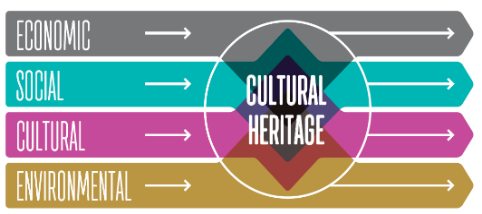 ECONOMIC
SOCIAL
CULTURAL
ENVIRONMENTAL
CULTURAL
HERITAGE